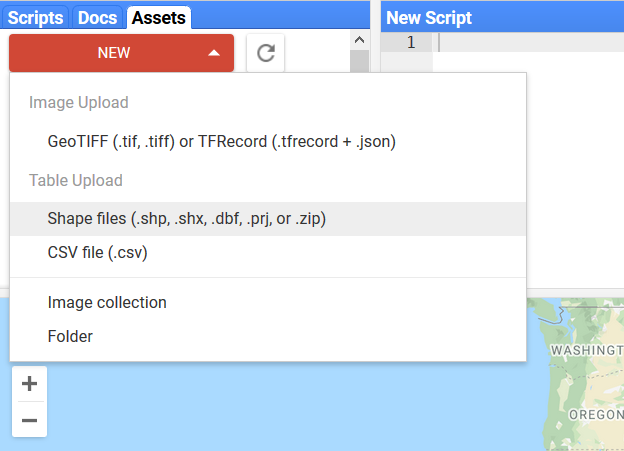 Scripts Docs Assets
New Script
NEW
1
Image Upload
GeoTIFF (.tif, .tiff) or TFRecord (.tfrecord + .json)
Table Upload
Shape files (.shp, .shx, .dbf, .prj, or .zip)
CSV file (.csv)
Image collection
Folder
WASHINGT
OREGON
+
−